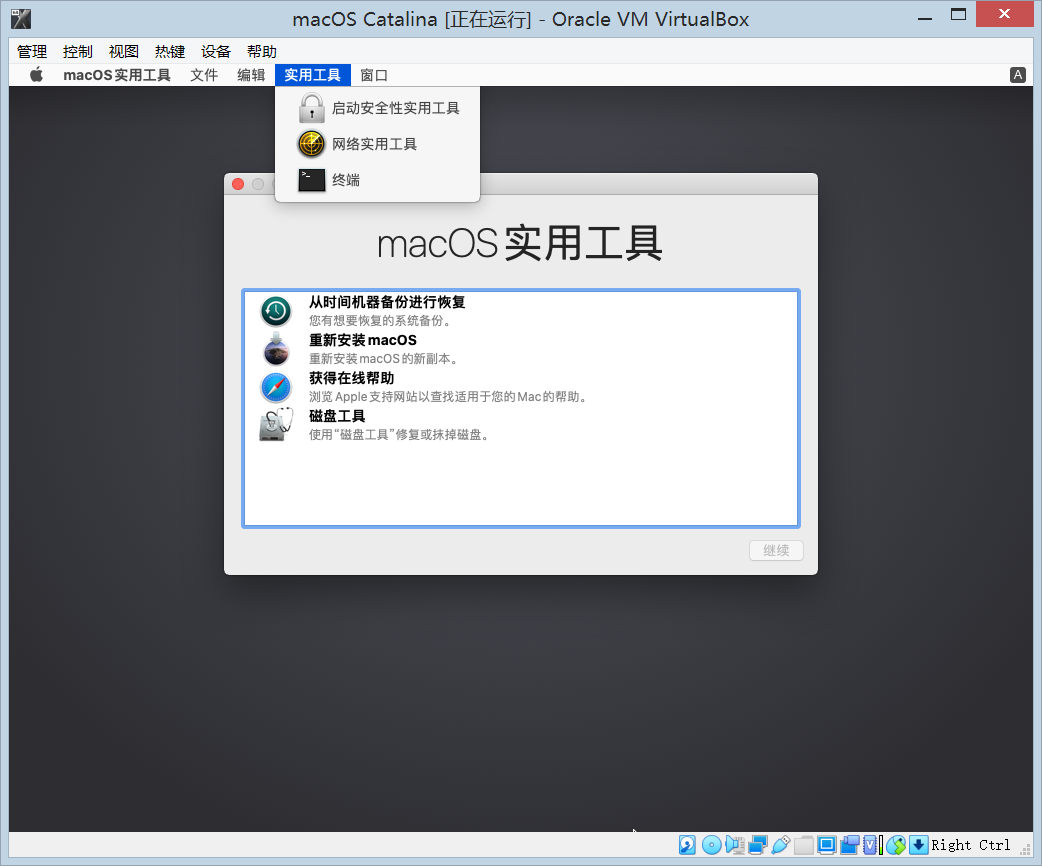 macOS Catalina [正在运行] - Oracle VM VirtualBox
管理 控制 视图 热键 设备 帮助
macOS实用工具 文件 编辑 实用工具 窗口 A
启动安全性实用工具
网络实用工具
终端
macOS实用工具
从时间机器备份进行恢复
您有想要恢复的系统备份。
重新安装macOS
重新安装macOS的新副本。
获得在线帮助
浏览Apple支持网站以查找适用于您的Mac的帮助。
磁盘工具
使用“磁盘工具”修复或抹掉磁盘。
继续
Right Ctrl